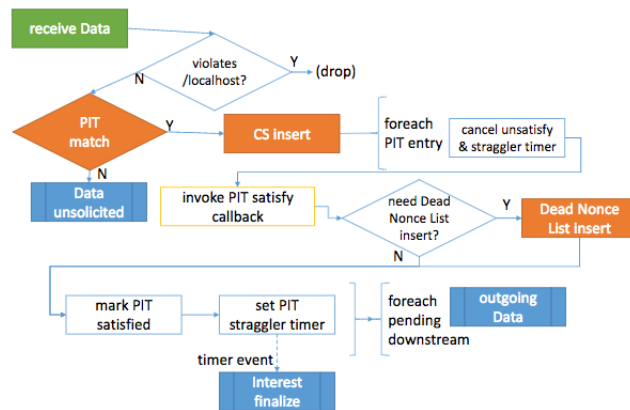 receive Data
violates
/localhost?
Y
(drop)
N
PIT
match
Y
CS insert
foreach
PIT entry
cancel unsatisfy
& straggler timer
N
Data
unsolicited
invoke PIT satisfy
callback
need Dead
Nonce List
insert?
Y
Dead Nonce
List insert
N
mark PIT
satisfied
set PIT
straggler timer
foreach
pending
downstream
outgoing
Data
timer event
Interest
finalize